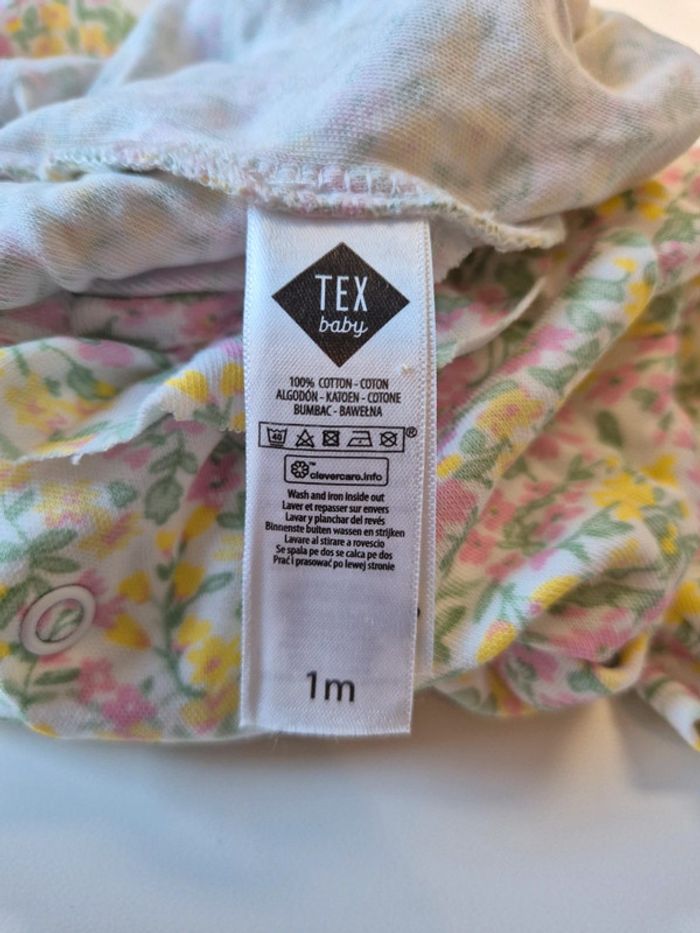 TEX
baby
100% COTTON - COTON
ALGODÓN - KATOEN - COTONE
BUMBAC - BAWEŁNA
40
®
™
clevercare.info
Wash and iron inside out
Laver et repasser sur envers
Lavar y planchar del revés
Binnenste buiten wassen en strijken
Lavare al stirare a rovescio
Se spala pe dos se calca pe dos
Prać i prasować po lewej stronie
1m